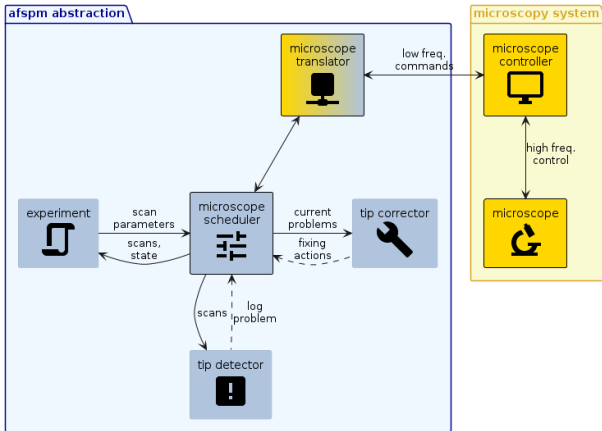 afspm abstraction
microscopy system
microscope
translator
low freq.
commands
microscope
controller
high freq.
control
experiment
scan
parameters
scans,
state
microscope
scheduler
current
problems
fixing
actions
tip corrector
microscope
scans
log
problem
tip detector